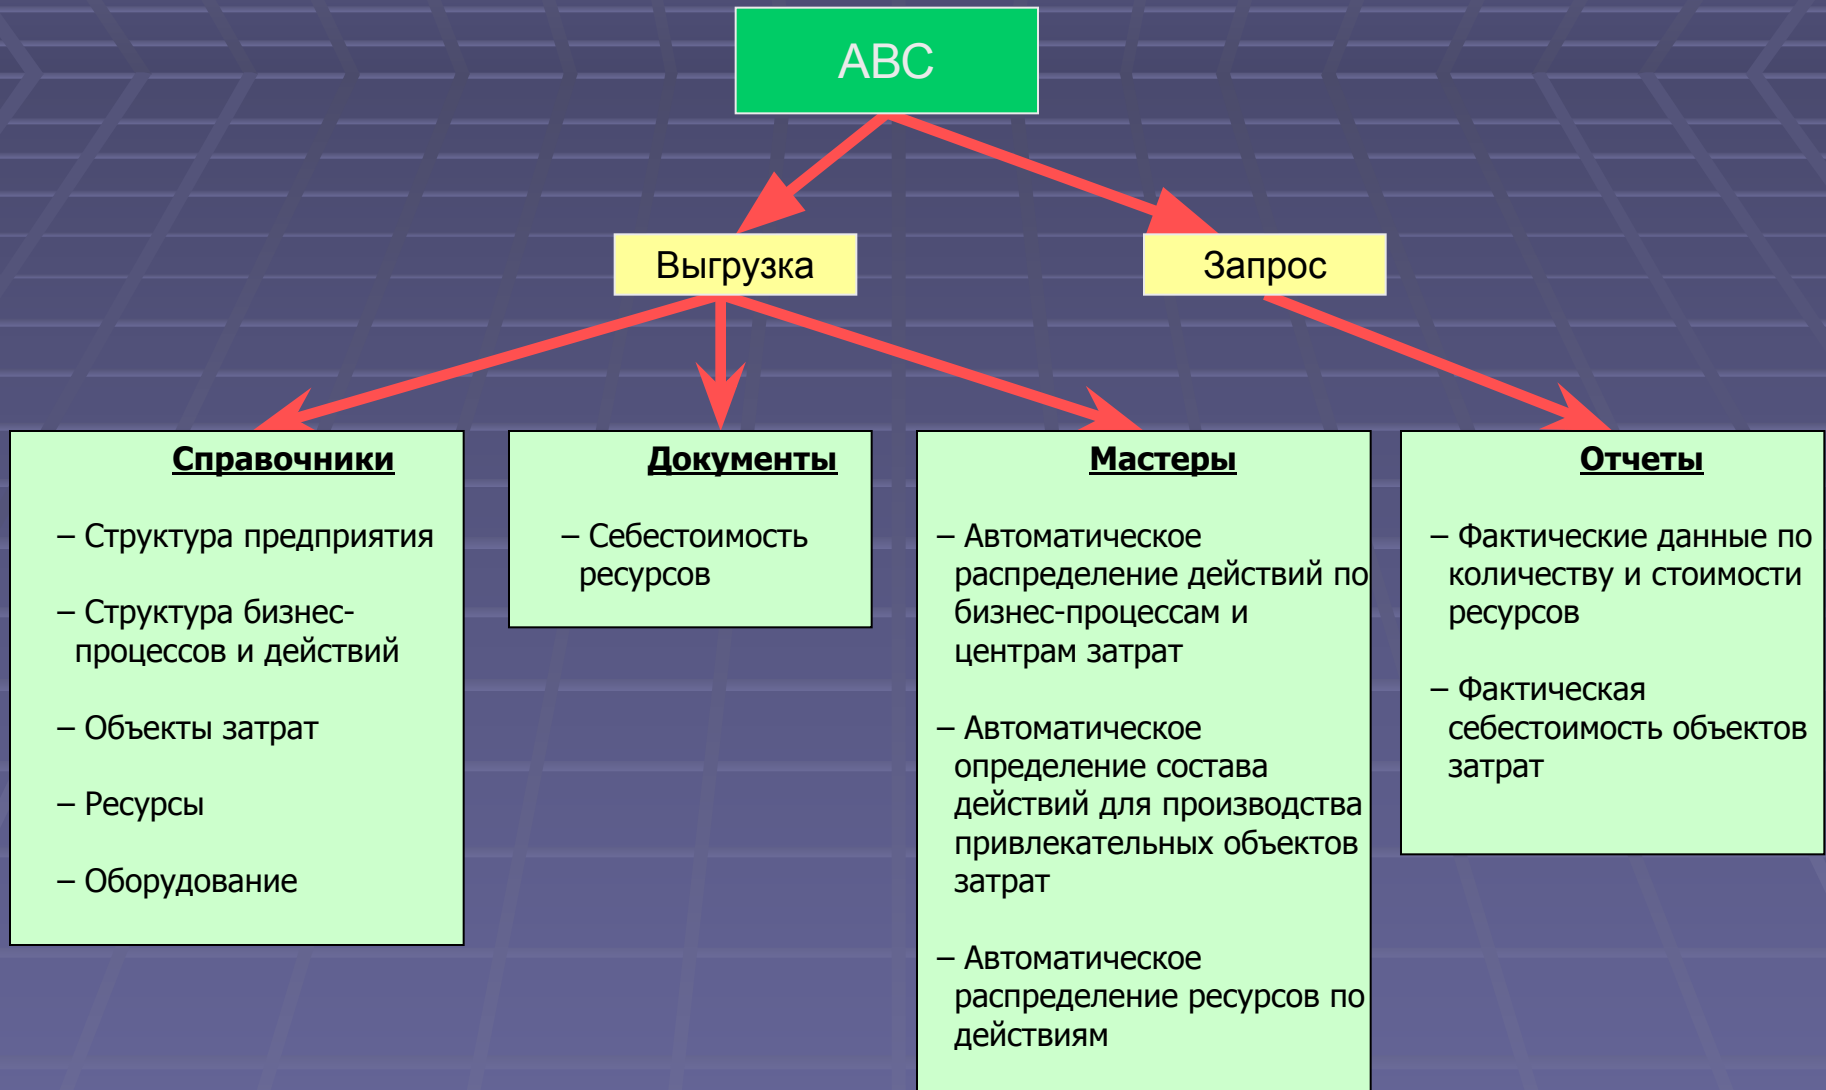 ABC
Выгрузка
Запрос
Справочники
– Структура предприятия
– Структура бизнес-
процессов и действий
– Объекты затрат
– Ресурсы
– Оборудование
Документы
– Себестоимость
ресурсов
Мастеры
– Автоматическое
распределение действий по
бизнес-процессам и
центрам затрат
– Автоматическое
определение состава
действий для производства
привлекательных объектов
затрат
– Автоматическое
распределение ресурсов по
действиям
Отчеты
– Фактические данные по
количеству и стоимости
ресурсов
– Фактическая
себестоимость объектов
затрат